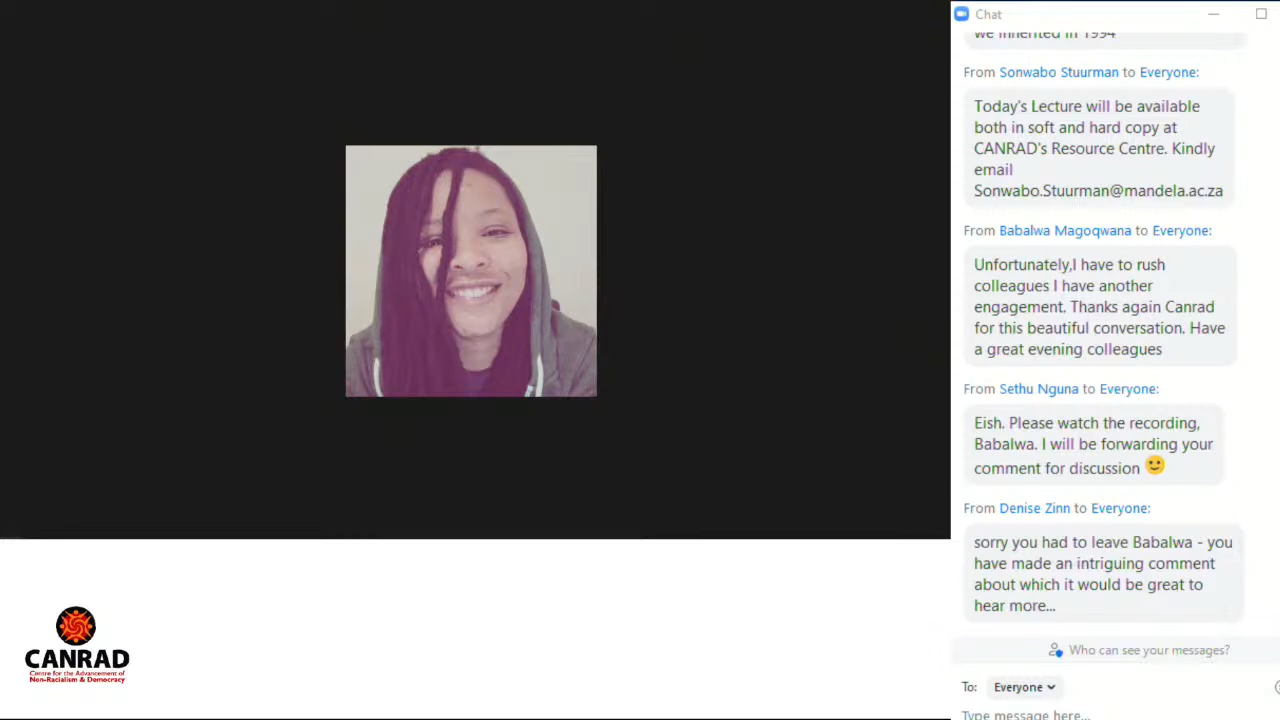 Chat
we inherited in 1994
From Sonwabo Stuurman to Everyone:
Today's Lecture will be available
both in soft and hard copy at
CANRAD's Resource Centre. Kindly
email
Sonwabo.Stuurman@mandela.ac.za
From Babalwa Magoqwana to Everyone:
Unfortunately,I have to rush
colleagues I have another
engagement. Thanks again Canrad
for this beautiful conversation. Have
a great evening colleagues
From Sethu Nguna to Everyone:
Eish. Please watch the recording,
Babalwa. I will be forwarding your
comment for discussion 🙂
From Denise Zinn to Everyone:
sorry you had to leave Babalwa - you
have made an intriguing comment
about which it would be great to
hear more...
Who can see your messages?
To: Everyone
Type message here...
CANRAD
Centre for the Advancement of
Non-Racialism & Democracy